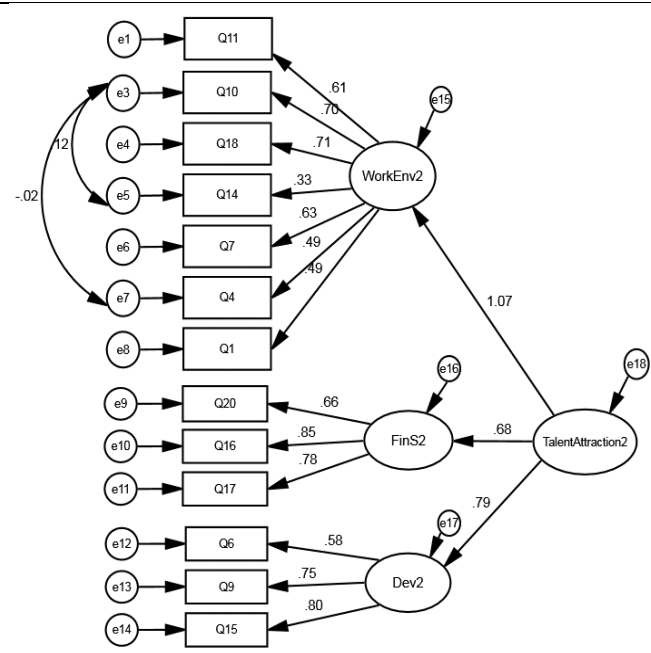 e1
Q11
e3
Q10
.12
e4
Q18
e5
Q14
-.02
e6
Q7
e7
Q4
e8
Q1
.61
.70
.71
.33
.63
.49
.49
WorkEnv2
e15
1.07
e9
Q20
e10
Q16
e11
Q17
.66
.85
.78
FinS2
e16
.68
TalentAttraction2
e18
.79
e12
Q6
e13
Q9
e14
Q15
.58
.75
.80
Dev2
e17